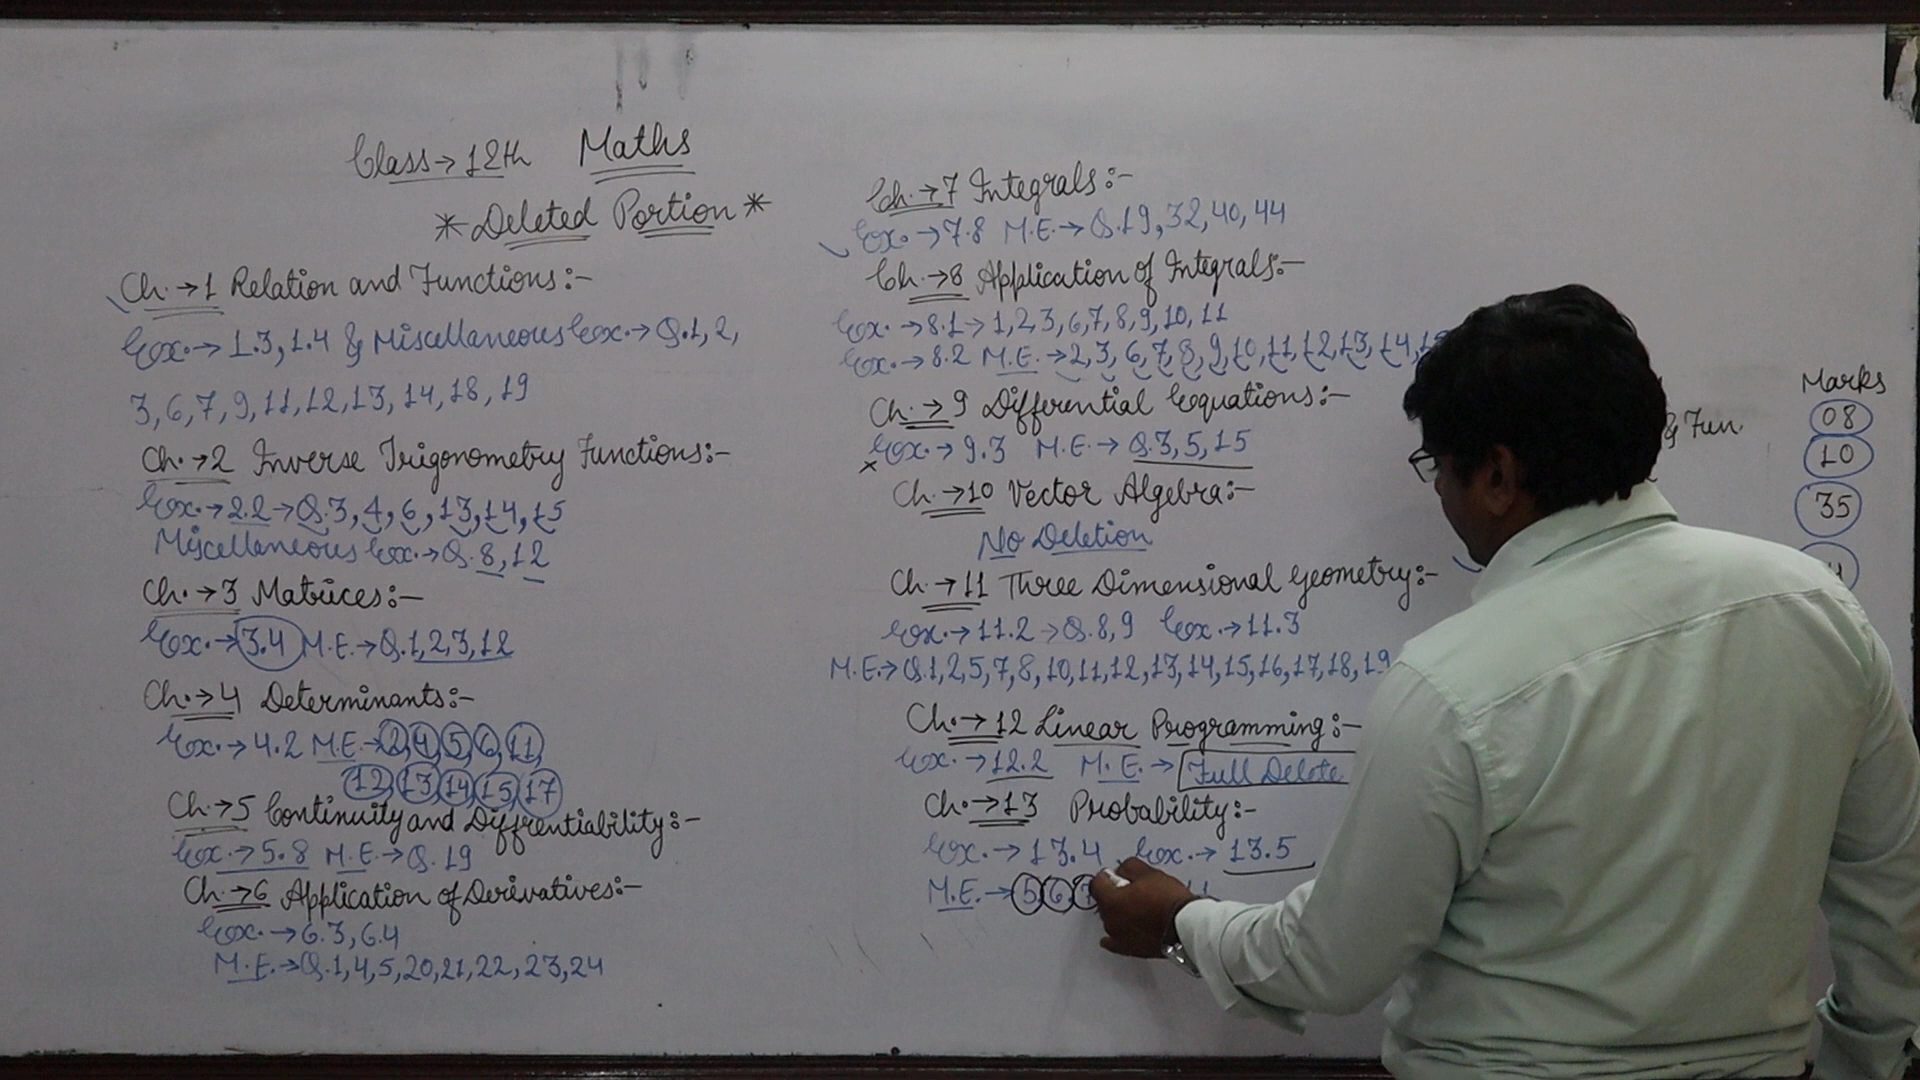 Class→12th Maths
*Deleted Portion*
Ch.→1 Relation and Functions:-
Ex.→1.3, 1.4 & Miscellaneous Ex.→Q.1, 2,
3, 6, 7, 9, 11, 12, 13, 14, 18, 19
Ch.→2 Inverse Trigonometry Functions:-
Ex.→2.2→Q.3, 4, 6, 13, 14, 15
Miscellaneous Ex.→Q.8, 12
Ch.→3 Matrices:-
Ex.→3.4 M.E.→Q.1,2,3,12
Ch.→4 Determinants:-
Ex.→4.2 M.E.→2, 4, 5, 6, 11
12, 13, 14, 15, 17
Ch.→5 Continuity and Diffrentiability:-
Ex.→5.8 M.E.→Q.19
Ch.→6 Application of Derivatives:-
Ex.→6.3, 6.4
M.E.→Q.1,4,5,20,21,22,23,24
Ch.→7 Integrals:-
Ex.→7.8 M.E.→Q.19, 32, 40, 44
Ch.→8 Application of Integrals:-
Ex.→8.1→1,2,3,6,7,8,9,10,11
Ex.→8.2 M.E.→2,3,6,7,8,9,10,11,12,13,14,
Ch.→9 Differential Equations:-
Ex.→9.3 M.E.→Q.3,5,15
Ch.→10 Vector Algebra:-
No Deletion
Ch.→11 Three Dimensional Geometry:-
Ex.→11.2→Q.8,9 Ex.→11.3
M.E.→Q.1,2,5,7,8,10,11,12,13,14,15,16,17,18,19
Ch.→12 Linear Programming:-
Ex.→12.2 M.E.→Full Delete
Ch.→13 Probability:-
Ex.→13.4 Ex.→13.5
M.E.→5, 6,
Marks
08
& Fun.
10
35